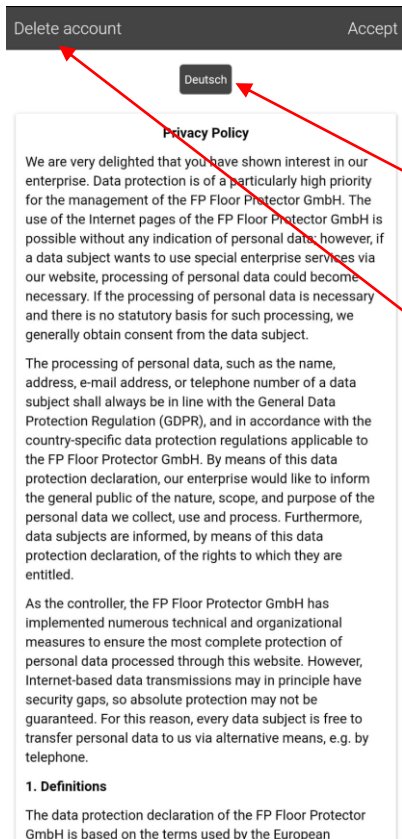 Delete account Accept
Deutsch
Privacy Policy
We are very delighted that you have shown interest in our
enterprise. Data protection is of a particularly high priority
for the management of the FP Floor Protector GmbH. The
use of the Internet pages of the FP Floor Protector GmbH is
possible without any indication of personal data; however, if
a data subject wants to use special enterprise services via
our website, processing of personal data could become
necessary. If the processing of personal data is necessary
and there is no statutory basis for such processing, we
generally obtain consent from the data subject.
The processing of personal data, such as the name,
address, e-mail address, or telephone number of a data
subject shall always be in line with the General Data
Protection Regulation (GDPR), and in accordance with the
country-specific data protection regulations applicable to
the FP Floor Protector GmbH. By means of this data
protection declaration, our enterprise would like to inform
the general public of the nature, scope, and purpose of the
personal data we collect, use and process. Furthermore,
data subjects are informed, by means of this data
protection declaration, of the rights to which they are
entitled.
As the controller, the FP Floor Protector GmbH has
implemented numerous technical and organizational
measures to ensure the most complete protection of
personal data processed through this website. However,
Internet-based data transmissions may in principle have
security gaps, so absolute protection may not be
guaranteed. For this reason, every data subject is free to
transfer personal data to us via alternative means, e.g. by
telephone.
1. Definitions
The data protection declaration of the FP Floor Protector
GmbH is based on the terms used by the European